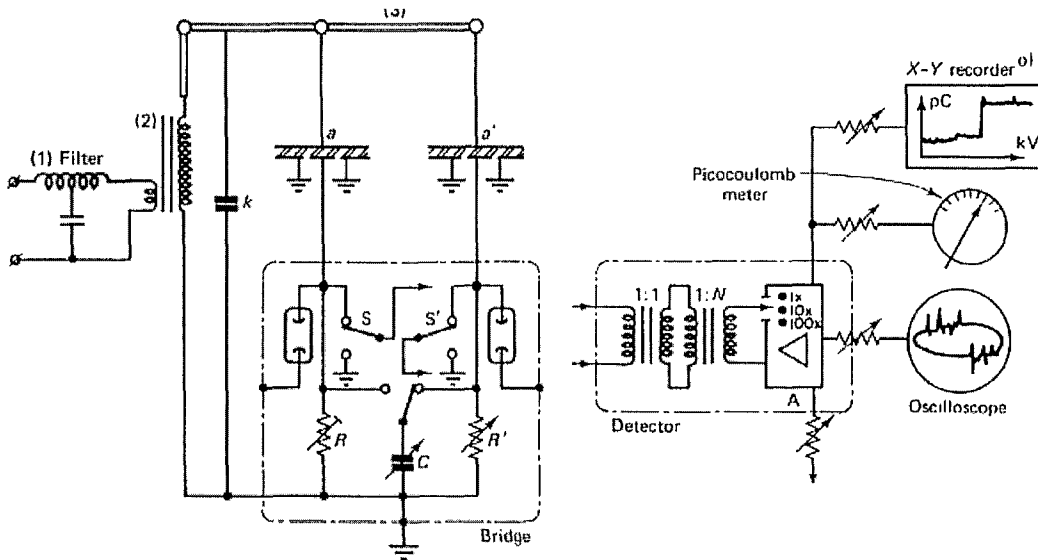 (3)
X-Y recorder o)
pC
kV
(2)
(1) Filter
a
a'
k
Picocoulomb
meter
S
S'
1:1
1:N
1x
10x
100x
A
Oscilloscope
R
C
R'
Detector
Bridge